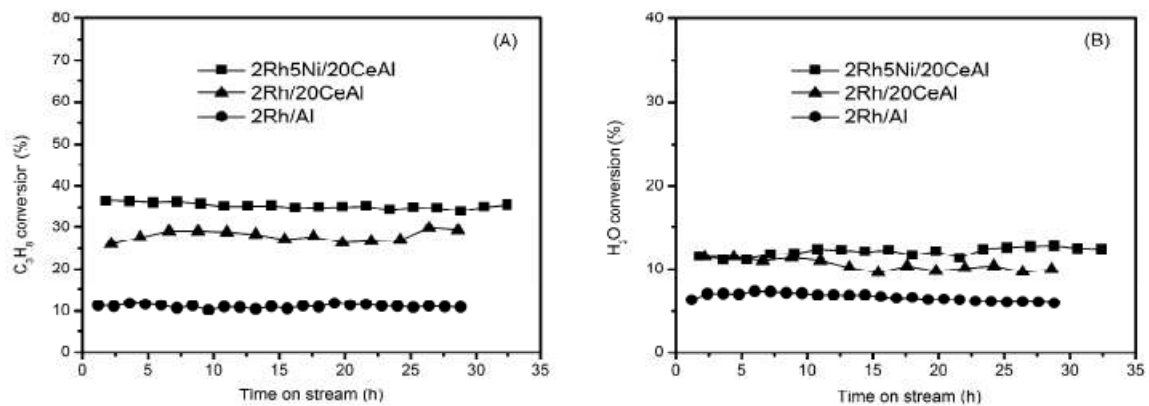 (A)
80
70
60
50
40
30
20
10
0
C₃H₈ conversion (%)
2Rh5Ni/20CeAl
2Rh/20CeAl
2Rh/Al
0 5 10 15 20 25 30 35
Time on stream (h)
(B)
40
30
20
10
0
H₂O conversion (%)
2Rh5Ni/20CeAl
2Rh/20CeAl
2Rh/Al
0 5 10 15 20 25 30 35
Time on stream (h)